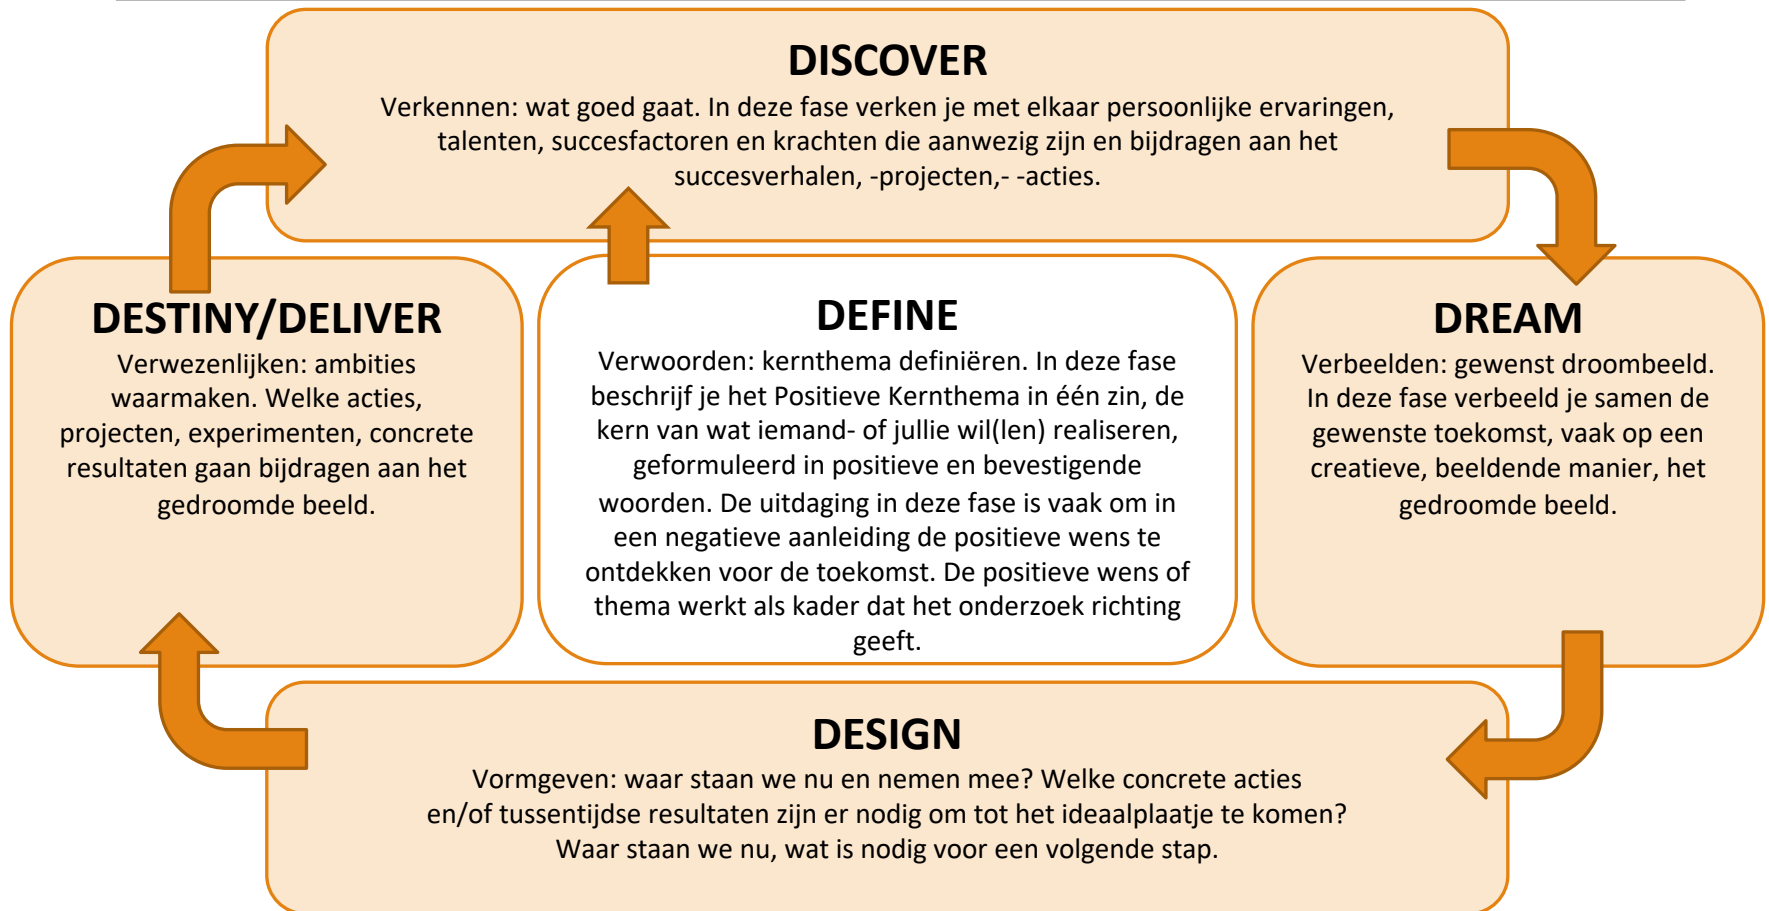 DISCOVER
Verkennen: wat goed gaat. In deze fase verken je met elkaar persoonlijke ervaringen,
talenten, succesfactoren en krachten die aanwezig zijn en bijdragen aan het
succesverhalen, -projecten,- -acties.
DESTINY/DELIVER
Verwezenlijken: ambities
waarmaken. Welke acties,
projecten, experimenten, concrete
resultaten gaan bijdragen aan het
gedroomde beeld.
DEFINE
Verwoorden: kernthema definiëren. In deze fase
beschrijf je het Positieve Kernthema in één zin, de
kern van wat iemand- of jullie wil(len) realiseren,
geformuleerd in positieve en bevestigende
woorden. De uitdaging in deze fase is vaak om in
een negatieve aanleiding de positieve wens te
ontdekken voor de toekomst. De positieve wens of
thema werkt als kader dat het onderzoek richting
geeft.
DREAM
Verbeelden: gewenst droombeeld.
In deze fase verbeeld je samen de
gewenste toekomst, vaak op een
creatieve, beeldende manier, het
gedroomde beeld.
DESIGN
Vormgeven: waar staan we nu en nemen mee? Welke concrete acties
en/of tussentijdse resultaten zijn er nodig om tot het ideaalplaatje te komen?
Waar staan we nu, wat is nodig voor een volgende stap.